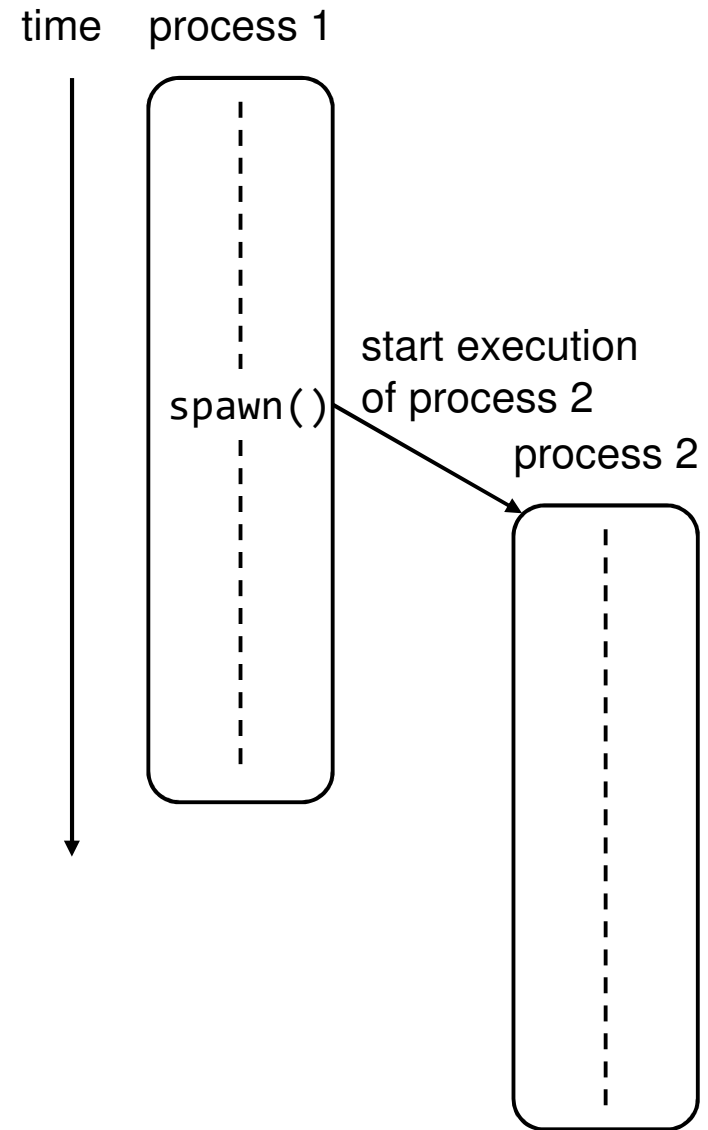 time
process 1
start execution
spawn()
of process 2
process 2